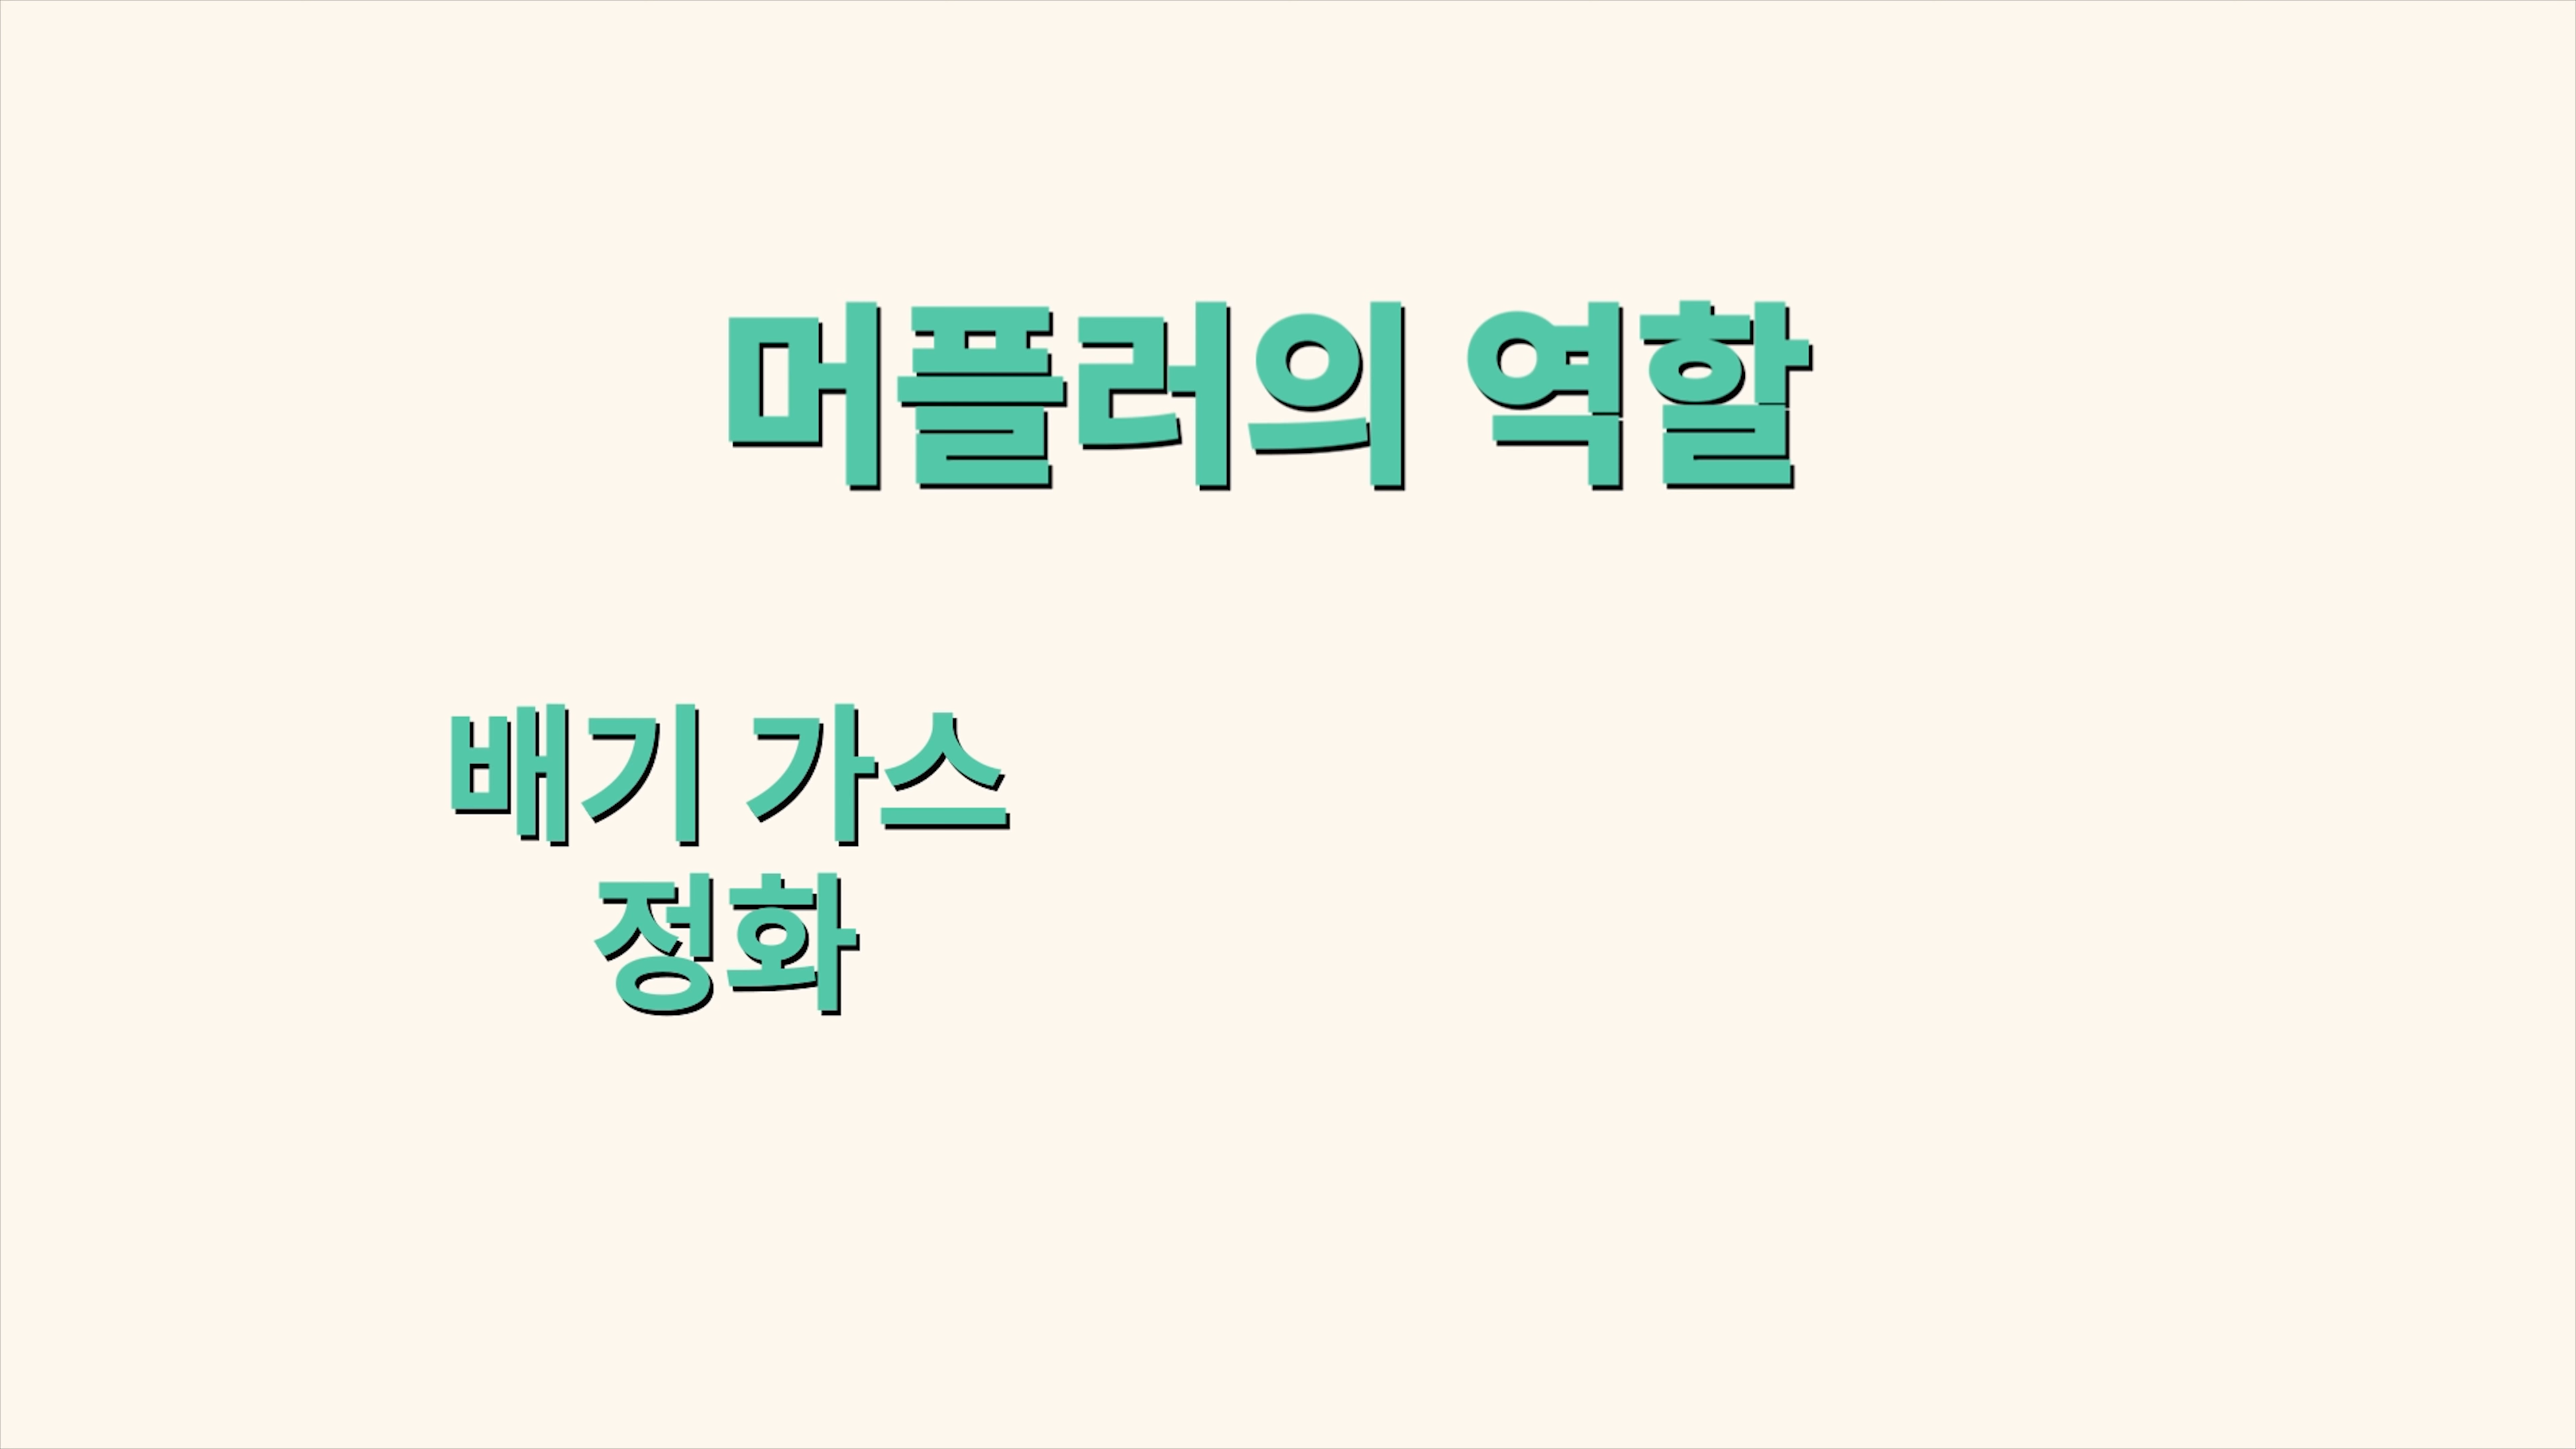 머플러의 역할
배기 가스
정화